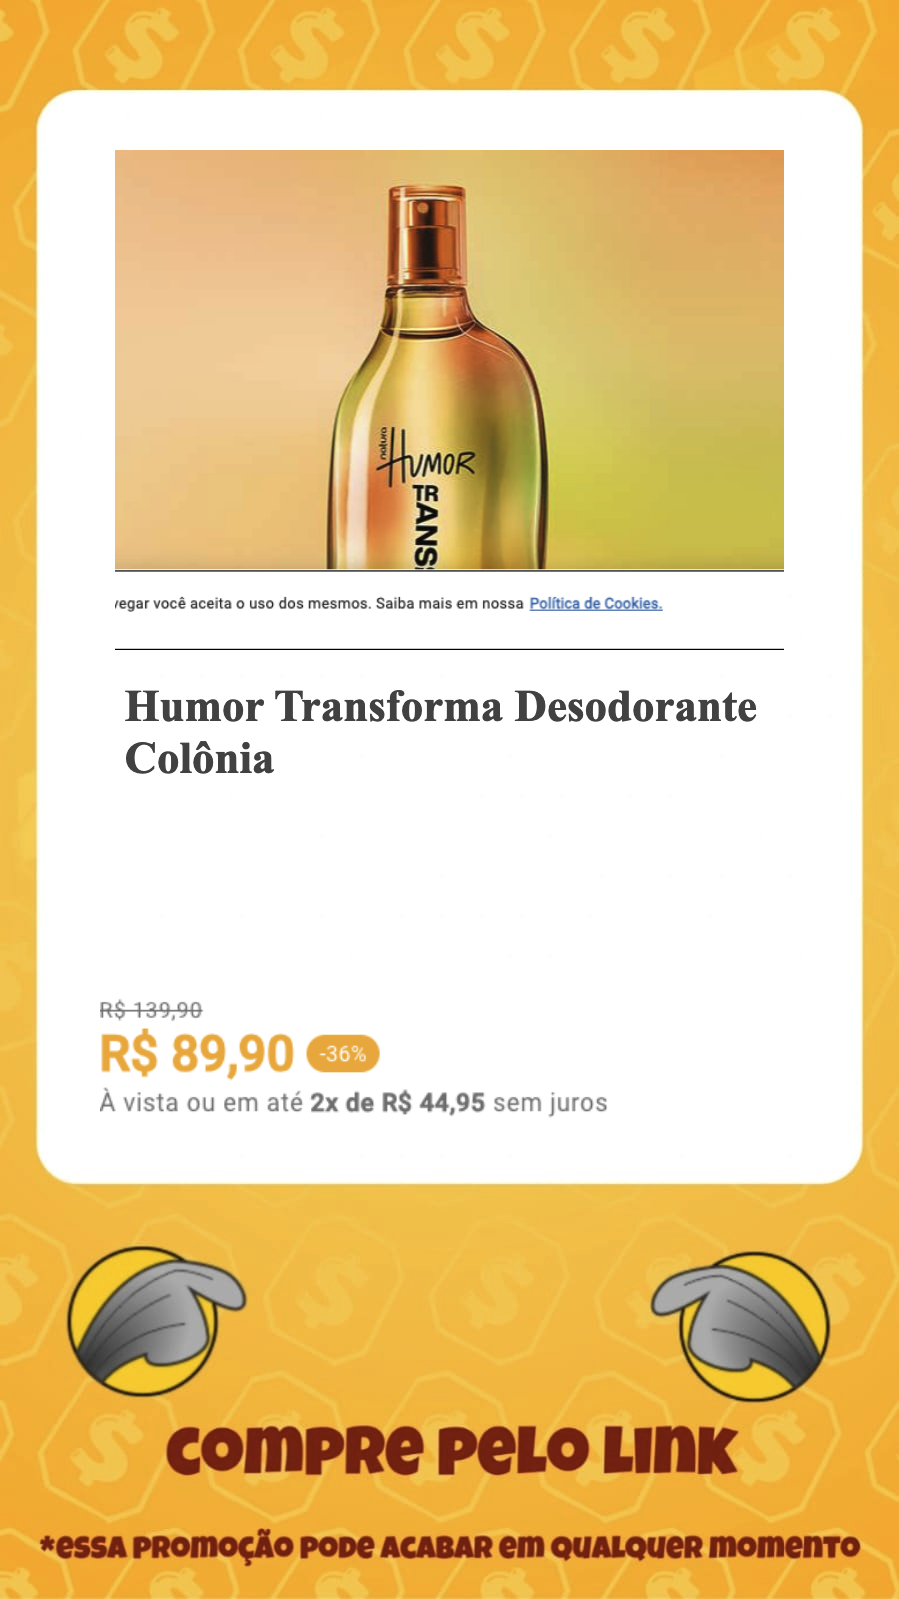 natura
HUMOR
TRANS
vegar você aceita o uso dos mesmos. Saiba mais em nossa Política de Cookies.
Humor Transforma Desodorante
Colônia
R$ 139,90
R$ 89,90 -36%
À vista ou em até 2x de R$ 44,95 sem juros
COMPRE PELO LINK
*ESSA PROMOÇÃO PODE ACABAR EM QUALQUER MOMENTO